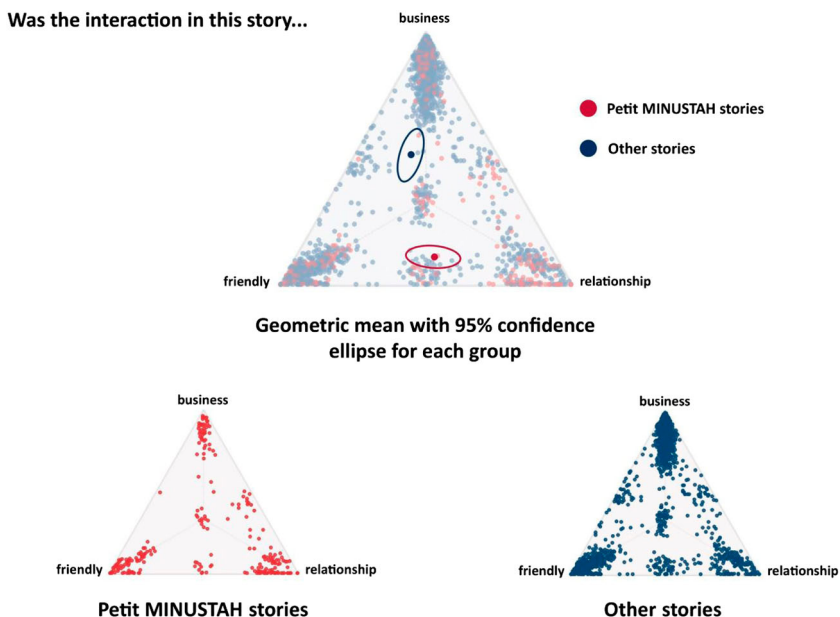 Was the interaction in this story...
business
Petit MINUSTAH stories
Other stories
friendly
relationship
Geometric mean with 95% confidence
ellipse for each group
business
friendly
relationship
Petit MINUSTAH stories
business
friendly
relationship
Other stories